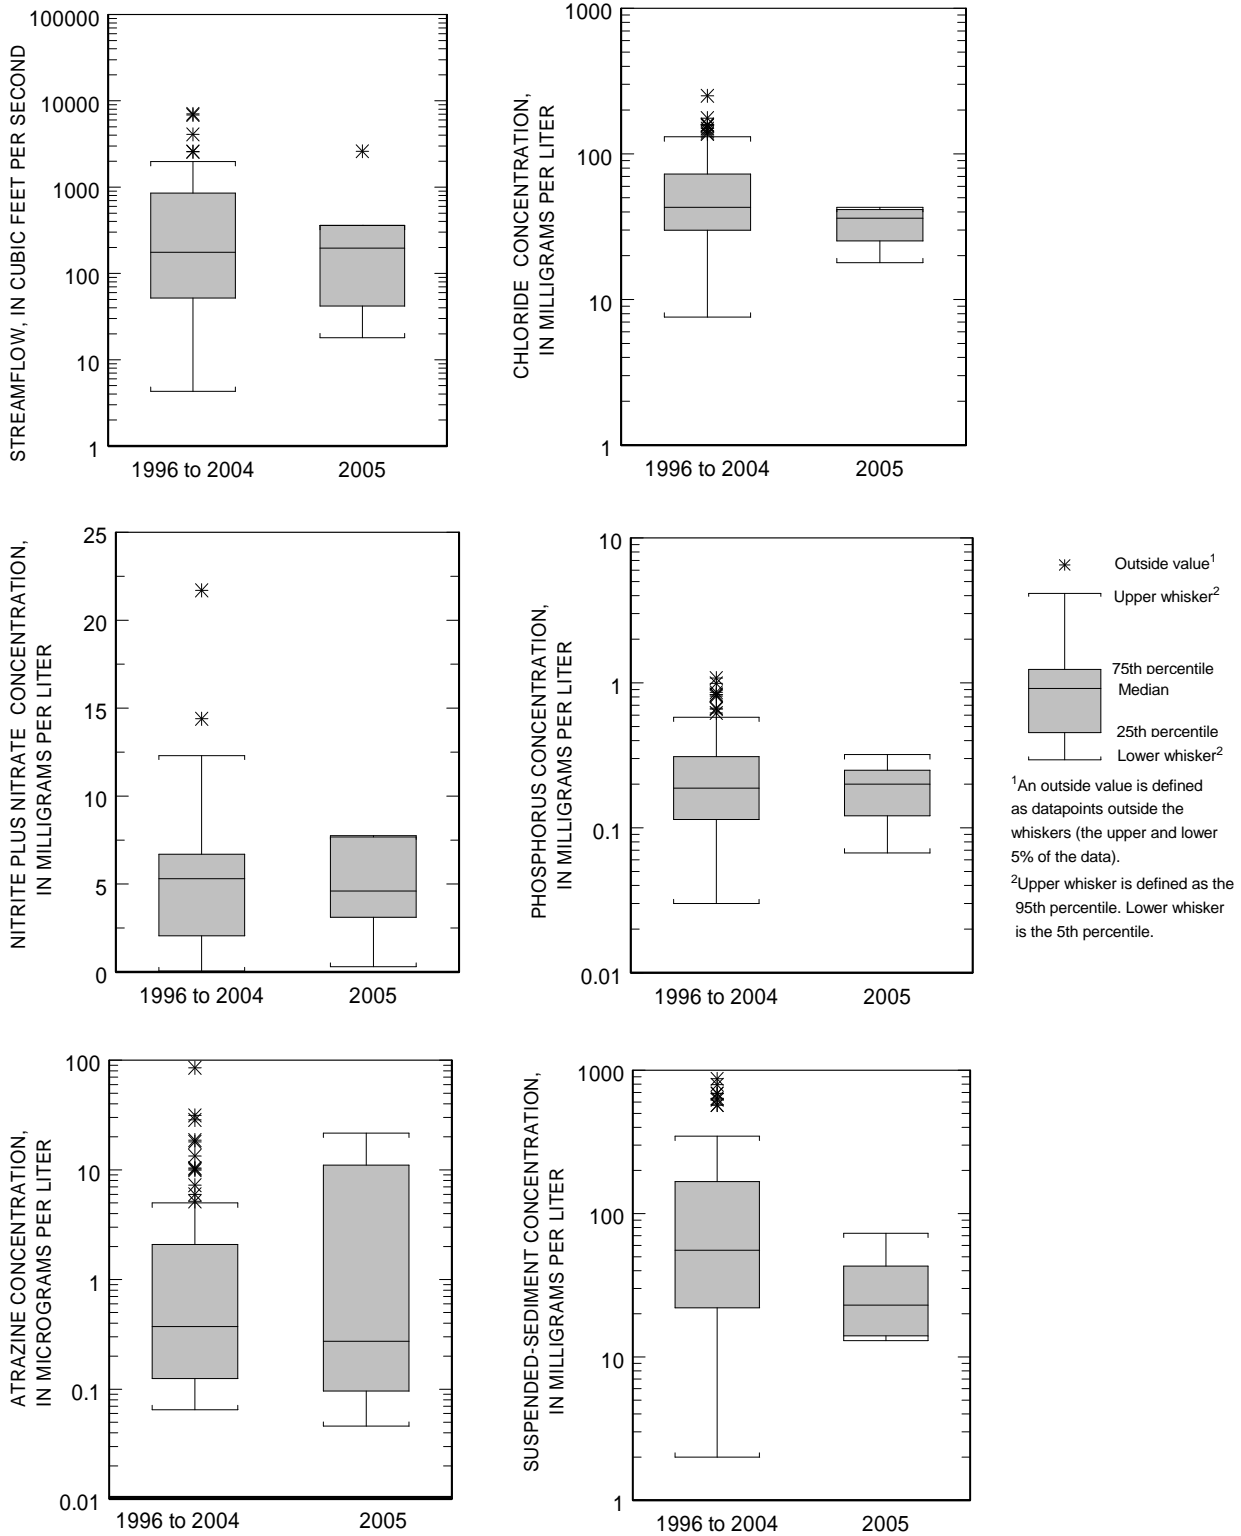 STREAMFLOW, IN CUBIC FEET PER SECOND
100000
10000
1000
100
10
1
1996 to 2004
2005
CHLORIDE CONCENTRATION,
IN MILLIGRAMS PER LITER
1000
100
10
1
1996 to 2004
2005
NITRITE PLUS NITRATE CONCENTRATION,
IN MILLIGRAMS PER LITER
25
20
15
10
5
0
1996 to 2004
2005
PHOSPHORUS CONCENTRATION,
IN MILLIGRAMS PER LITER
10
1
0.1
0.01
1996 to 2004
2005
Outside value¹
Upper whisker²
75th percentile
Median
25th percentile
Lower whisker²
¹An outside value is defined
as datapoints outside the
whiskers (the upper and lower
5% of the data).
²Upper whisker is defined as the
95th percentile. Lower whisker
is the 5th percentile.
ATRAZINE CONCENTRATION,
IN MICROGRAMS PER LITER
100
10
1
0.1
0.01
1996 to 2004
2005
SUSPENDED-SEDIMENT CONCENTRATION,
IN MILLIGRAMS PER LITER
1000
100
10
1
1996 to 2004
2005